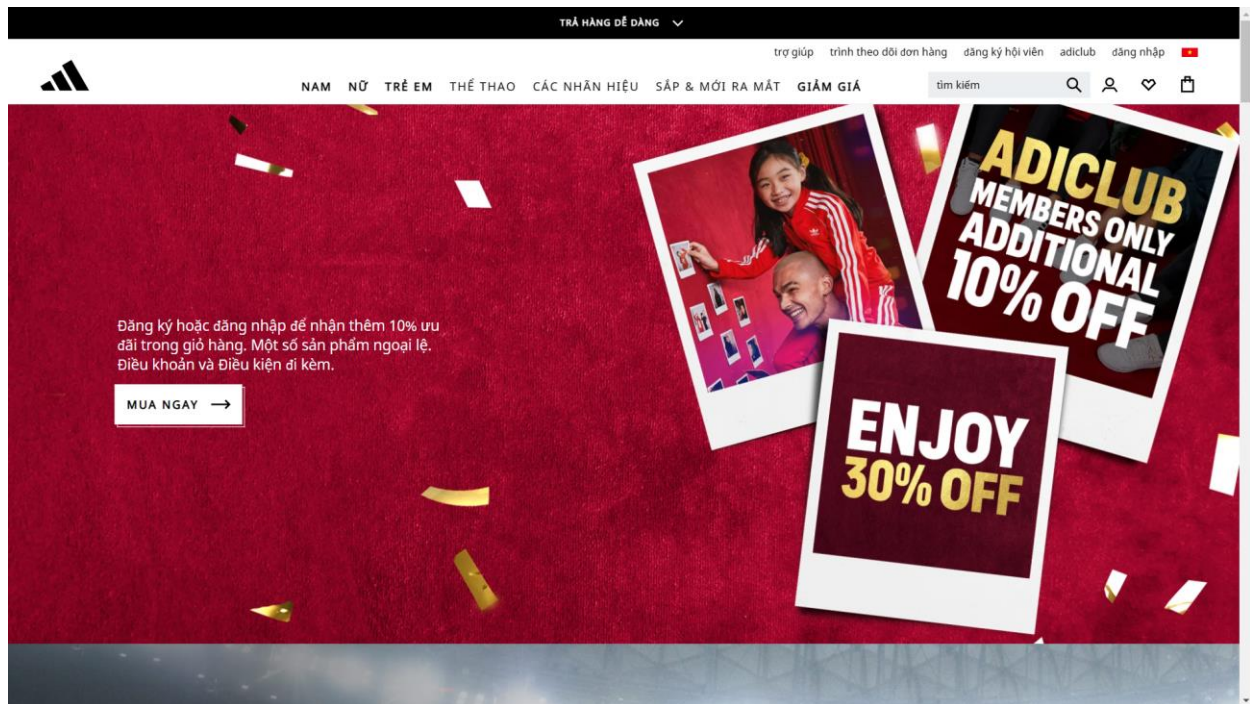 TRẢ HÀNG DỄ DÀNG
trợ giúp trình theo dõi đơn hàng đăng ký hội viên adiclub đăng nhập
NAM NỮ TRẺ EM THỂ THAO CÁC NHÃN HIỆU SẮP & MỚI RA MẮT GIẢM GIÁ tìm kiếm
Đăng ký hoặc đăng nhập để nhận thêm 10% ưu
đãi trong giỏ hàng. Một số sản phẩm ngoại lệ.
Điều khoản và Điều kiện đi kèm.
MUA NGAY
ADICLUB
MEMBERS ONLY
ADDITIONAL
10% OFF
ENJOY
30% OFF